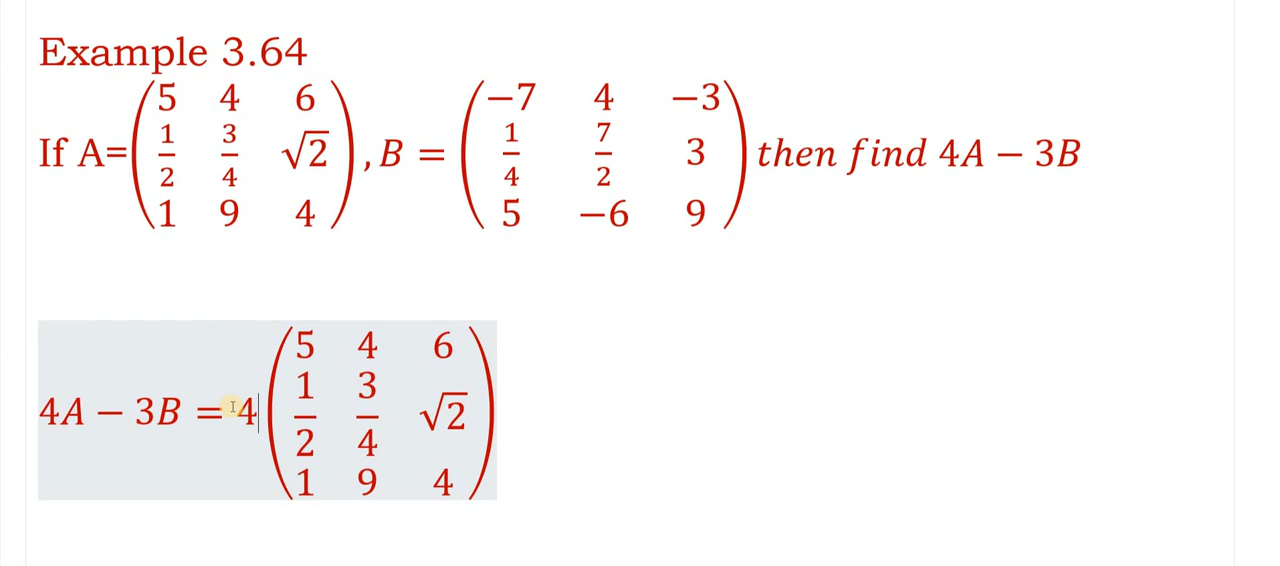 Example 3.64
If A=(5 4 6; 1/2 3/4 √2; 1 9 4), B = (−7 4 −3; 1/4 7/2 3; 5 −6 9) then find 4A − 3B
4A − 3B = 4(5 4 6; 1/2 3/4 √2; 1 9 4)